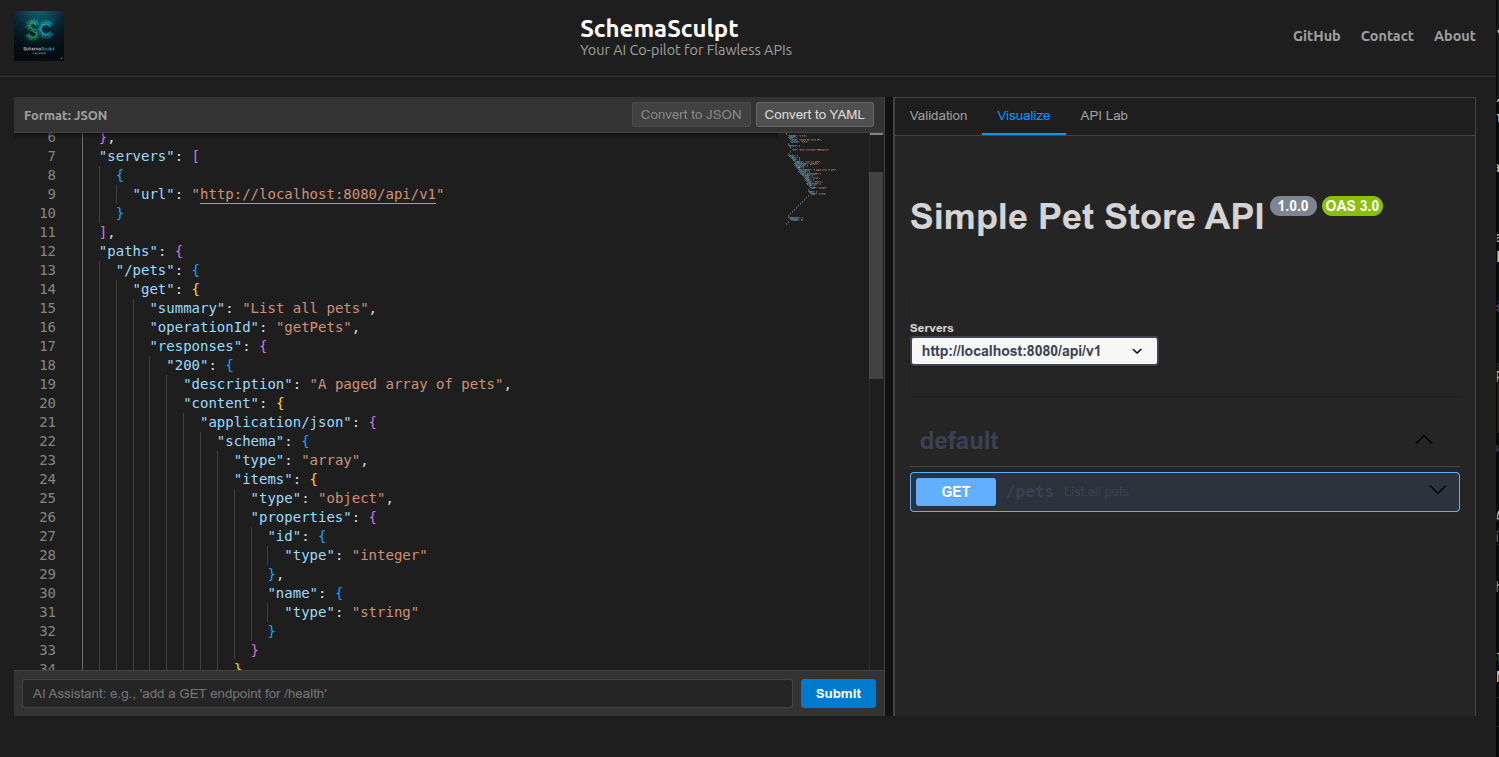 SC
SchemaSculpt
SchemaSculpt
Your AI Co-pilot for Flawless APIs
GitHub Contact About
Format: JSON
Convert to JSON Convert to YAML
6 },
7 "servers": [
8 {
9 "url": "http://localhost:8080/api/v1"
10 }
11 ],
12 "paths": {
13 "/pets": {
14 "get": {
15 "summary": "List all pets",
16 "operationId": "getPets",
17 "responses": {
18 "200": {
19 "description": "A paged array of pets",
20 "content": {
21 "application/json": {
22 "schema": {
23 "type": "array",
24 "items": {
25 "type": "object",
26 "properties": {
27 "id": {
28 "type": "integer"
29 },
30 "name": {
31 "type": "string"
32 }
33 }
34 }
AI Assistant: e.g., 'add a GET endpoint for /health'
Submit
Validation Visualize API Lab
Simple Pet Store API 1.0.0 OAS 3.0
Servers
http://localhost:8080/api/v1
default
GET /pets List all pets